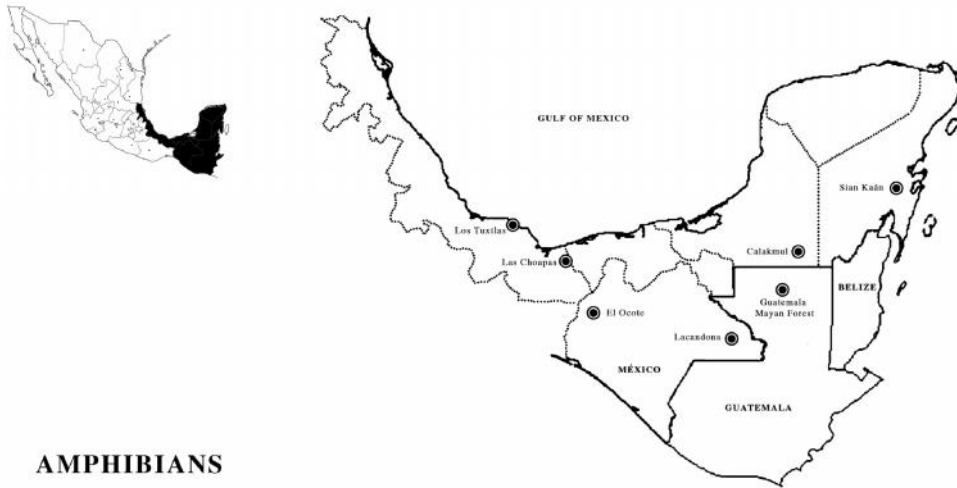 GULF OF MEXICO
Sian Kaán
Los Tuxtlas
Calakmul
Las Choapas
BELIZE
Guatemala
Mayan Forest
El Ocote
Lacandona
MÉXICO
GUATEMALA
AMPHIBIANS